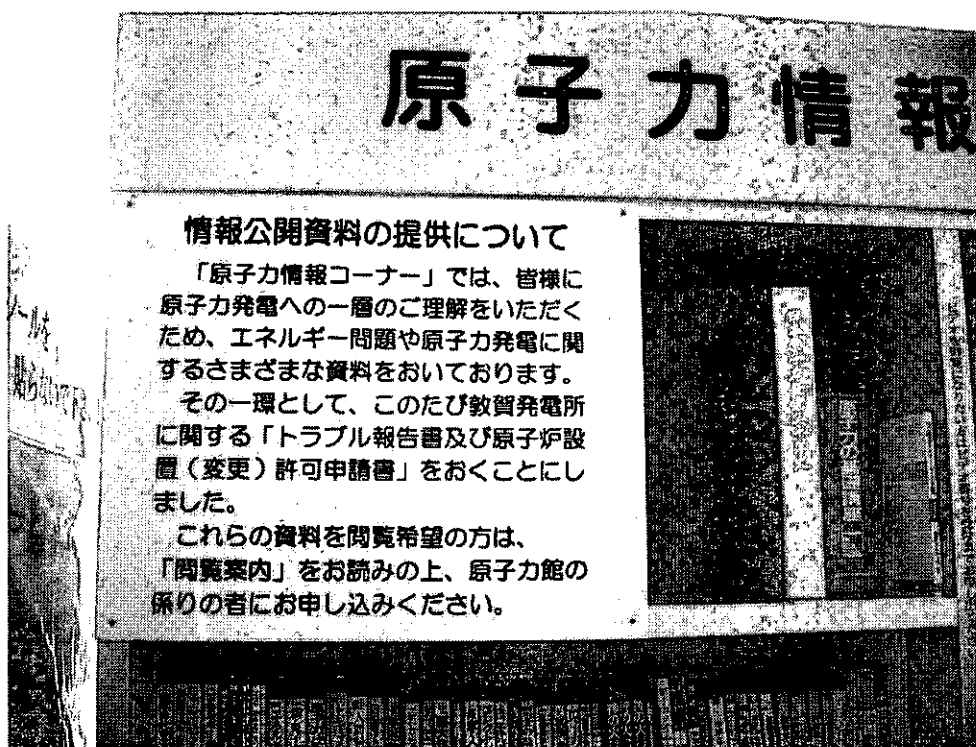 原子力情報
情報公開資料の提供について
「原子力情報コーナー」では、皆様に
原子力発電への一層のご理解をいただく
ため、エネルギー問題や原子力発電に関
するさまざまな資料をおいております。
その一環として、このたび敦賀発電所
に関する「トラブル報告書及び原子炉設
置（変更）許可申請書」をおくことにし
ました。
これらの資料を閲覧希望の方は、
「閲覧案内」をお読みの上、原子力館の
係りの者にお申し込みください。